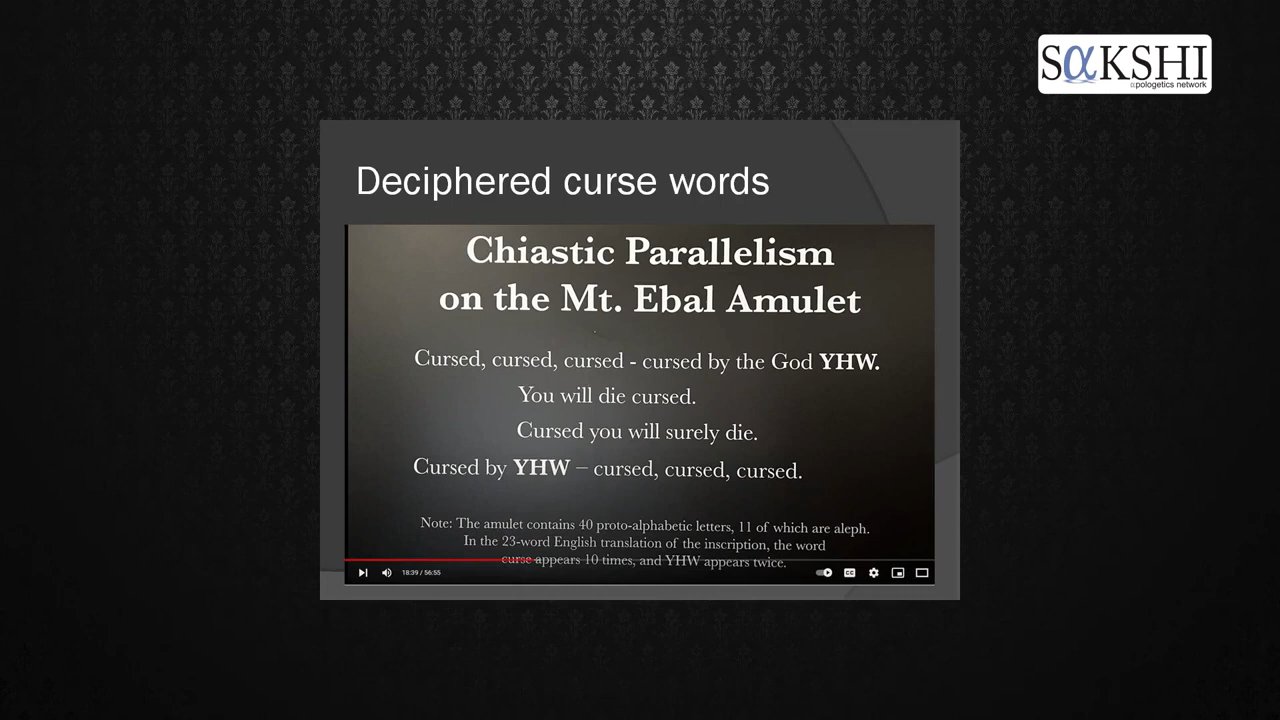 SαKSHI
αpologetics network
Deciphered curse words
Chiastic Parallelism
on the Mt. Ebal Amulet
Cursed, cursed, cursed - cursed by the God YHW.
You will die cursed.
Cursed you will surely die.
Cursed by YHW – cursed, cursed, cursed.
Note: The amulet contains 40 proto-alphabetic letters, 11 of which are aleph.
In the 23-word English translation of the inscription, the word
curse appears 10 times, and YHW appears twice.
18:39 / 56:55
CC